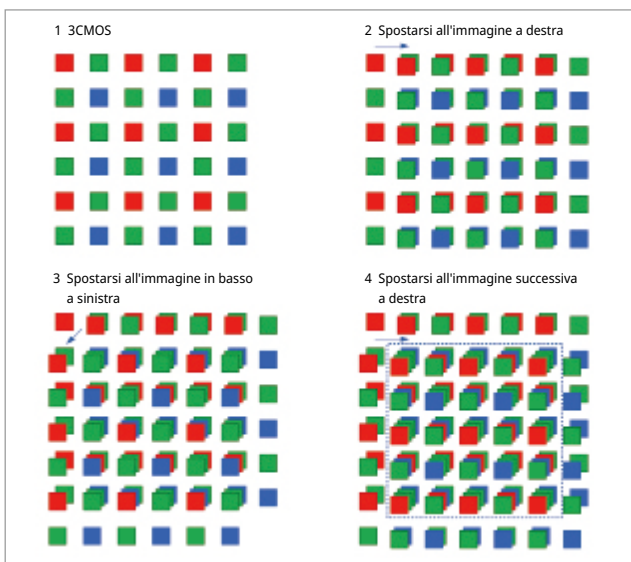 1 3CMOS
2 Spostarsi all'immagine a destra
3 Spostarsi all'immagine in basso
a sinistra
4 Spostarsi all'immagine successiva
a destra